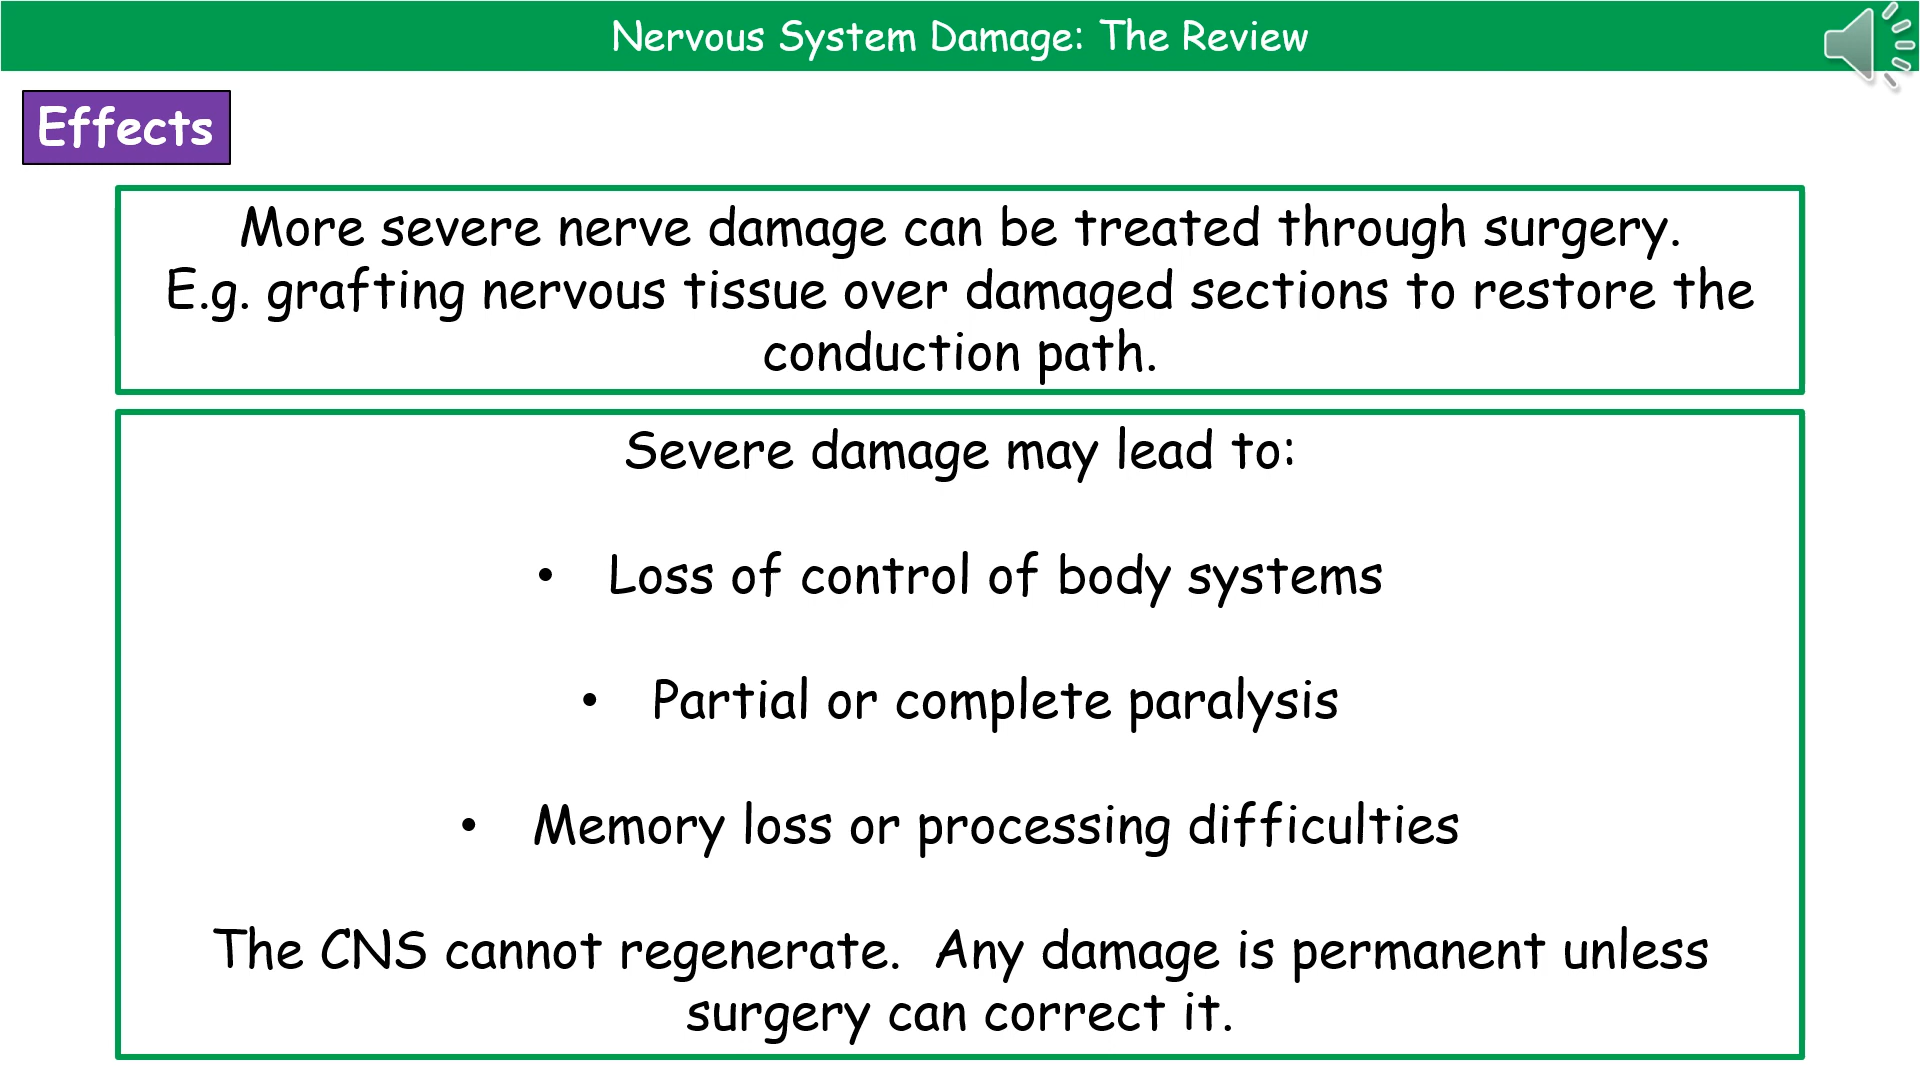 Nervous System Damage: The Review
Effects
More severe nerve damage can be treated through surgery.
E.g. grafting nervous tissue over damaged sections to restore the
conduction path.
Severe damage may lead to:
• Loss of control of body systems
• Partial or complete paralysis
• Memory loss or processing difficulties
The CNS cannot regenerate.  Any damage is permanent unless
surgery can correct it.